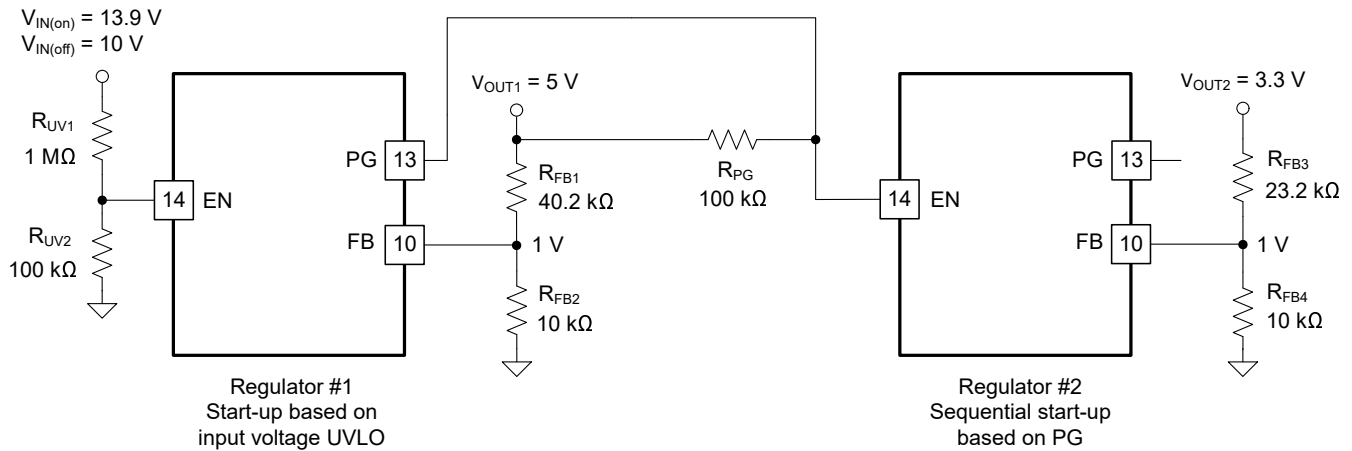 V_IN(on) = 13.9 V
V_IN(off) = 10 V
R_UV1
1 MΩ
R_UV2
100 kΩ
14 EN
PG 13
FB 10
V_OUT1 = 5 V
R_FB1
40.2 kΩ
1 V
R_FB2
10 kΩ
R_PG
100 kΩ
Regulator #1
Start-up based on
input voltage UVLO
14 EN
PG 13
FB 10
V_OUT2 = 3.3 V
R_FB3
23.2 kΩ
1 V
R_FB4
10 kΩ
Regulator #2
Sequential start-up
based on PG